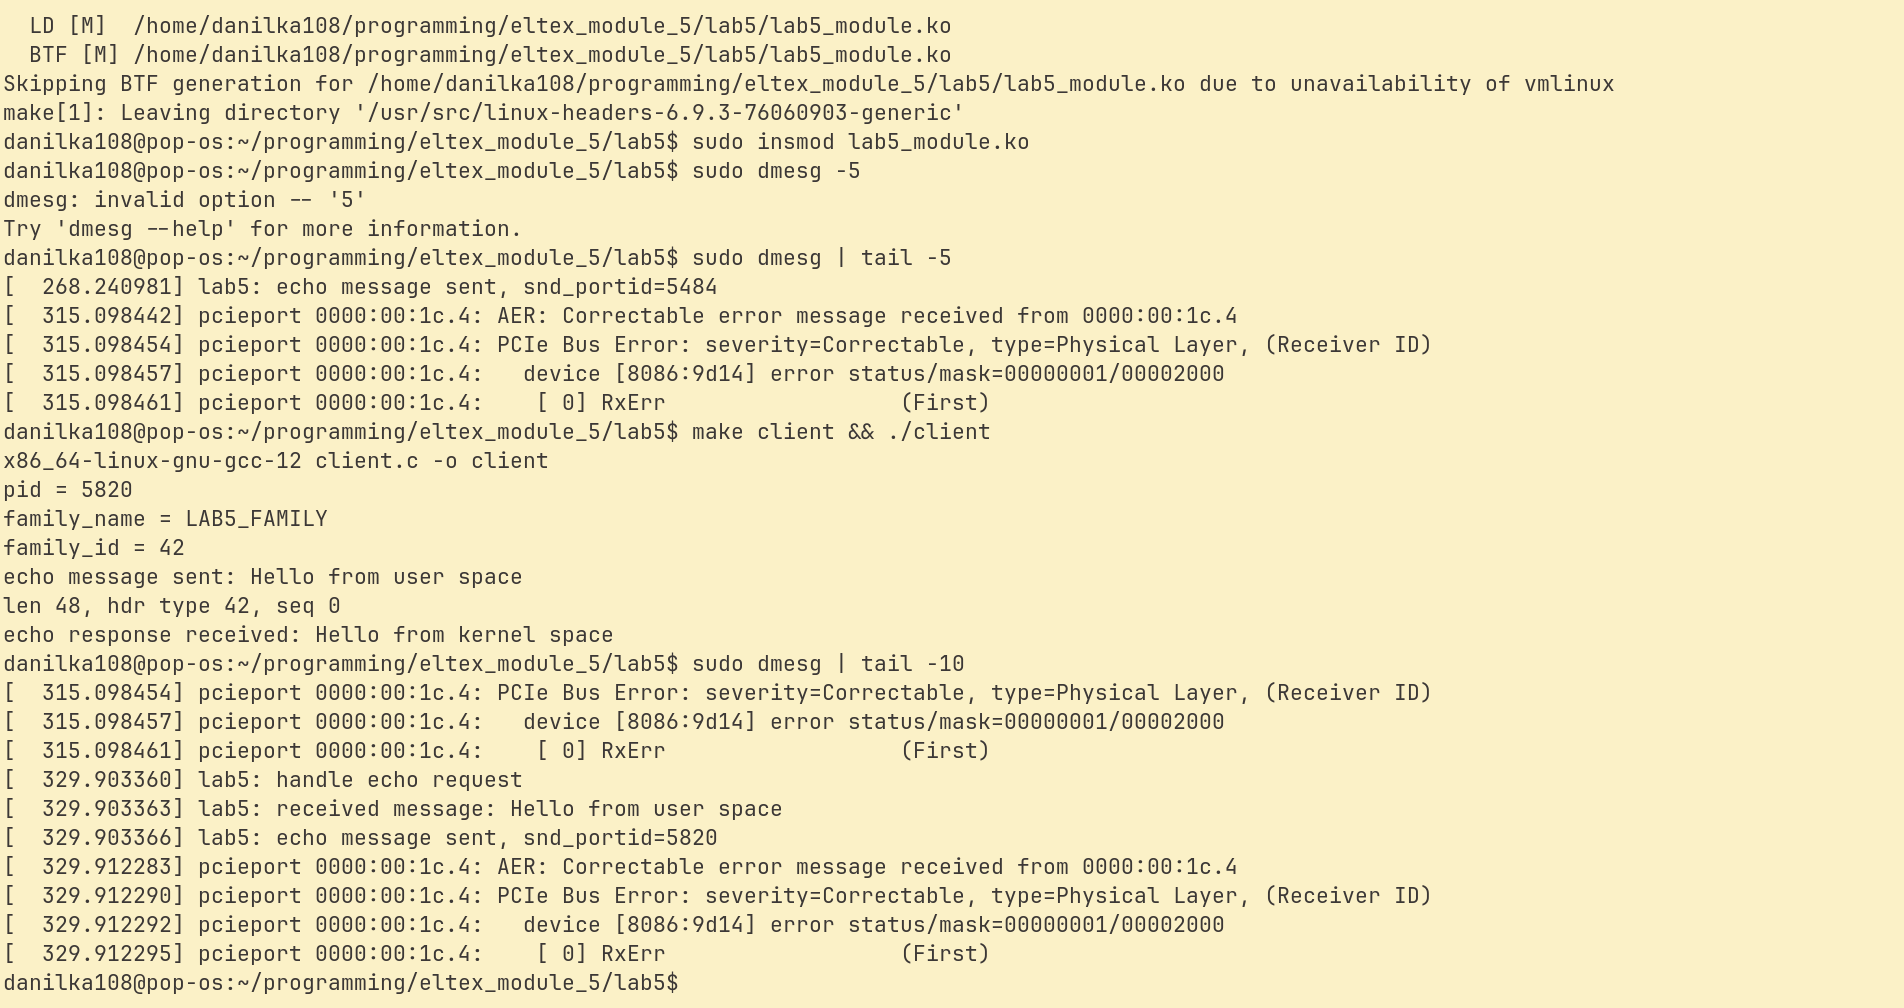 LD [M]  /home/danilka108/programming/eltex_module_5/lab5/lab5_module.ko
  BTF [M] /home/danilka108/programming/eltex_module_5/lab5/lab5_module.ko
Skipping BTF generation for /home/danilka108/programming/eltex_module_5/lab5/lab5_module.ko due to unavailability of vmlinux
make[1]: Leaving directory '/usr/src/linux-headers-6.9.3-76060903-generic'
danilka108@pop-os:~/programming/eltex_module_5/lab5$ sudo insmod lab5_module.ko
danilka108@pop-os:~/programming/eltex_module_5/lab5$ sudo dmesg -5
dmesg: invalid option -- '5'
Try 'dmesg --help' for more information.
danilka108@pop-os:~/programming/eltex_module_5/lab5$ sudo dmesg | tail -5
[  268.240981] lab5: echo message sent, snd_portid=5484
[  315.098442] pcieport 0000:00:1c.4: AER: Correctable error message received from 0000:00:1c.4
[  315.098454] pcieport 0000:00:1c.4: PCIe Bus Error: severity=Correctable, type=Physical Layer, (Receiver ID)
[  315.098457] pcieport 0000:00:1c.4:   device [8086:9d14] error status/mask=00000001/00002000
[  315.098461] pcieport 0000:00:1c.4:    [ 0] RxErr                  (First)
danilka108@pop-os:~/programming/eltex_module_5/lab5$ make client && ./client
x86_64-linux-gnu-gcc-12 client.c -o client
pid = 5820
family_name = LAB5_FAMILY
family_id = 42
echo message sent: Hello from user space
len 48, hdr type 42, seq 0
echo response received: Hello from kernel space
danilka108@pop-os:~/programming/eltex_module_5/lab5$ sudo dmesg | tail -10
[  315.098454] pcieport 0000:00:1c.4: PCIe Bus Error: severity=Correctable, type=Physical Layer, (Receiver ID)
[  315.098457] pcieport 0000:00:1c.4:   device [8086:9d14] error status/mask=00000001/00002000
[  315.098461] pcieport 0000:00:1c.4:    [ 0] RxErr                  (First)
[  329.903360] lab5: handle echo request
[  329.903363] lab5: received message: Hello from user space
[  329.903366] lab5: echo message sent, snd_portid=5820
[  329.912283] pcieport 0000:00:1c.4: AER: Correctable error message received from 0000:00:1c.4
[  329.912290] pcieport 0000:00:1c.4: PCIe Bus Error: severity=Correctable, type=Physical Layer, (Receiver ID)
[  329.912292] pcieport 0000:00:1c.4:   device [8086:9d14] error status/mask=00000001/00002000
[  329.912295] pcieport 0000:00:1c.4:    [ 0] RxErr                  (First)
danilka108@pop-os:~/programming/eltex_module_5/lab5$